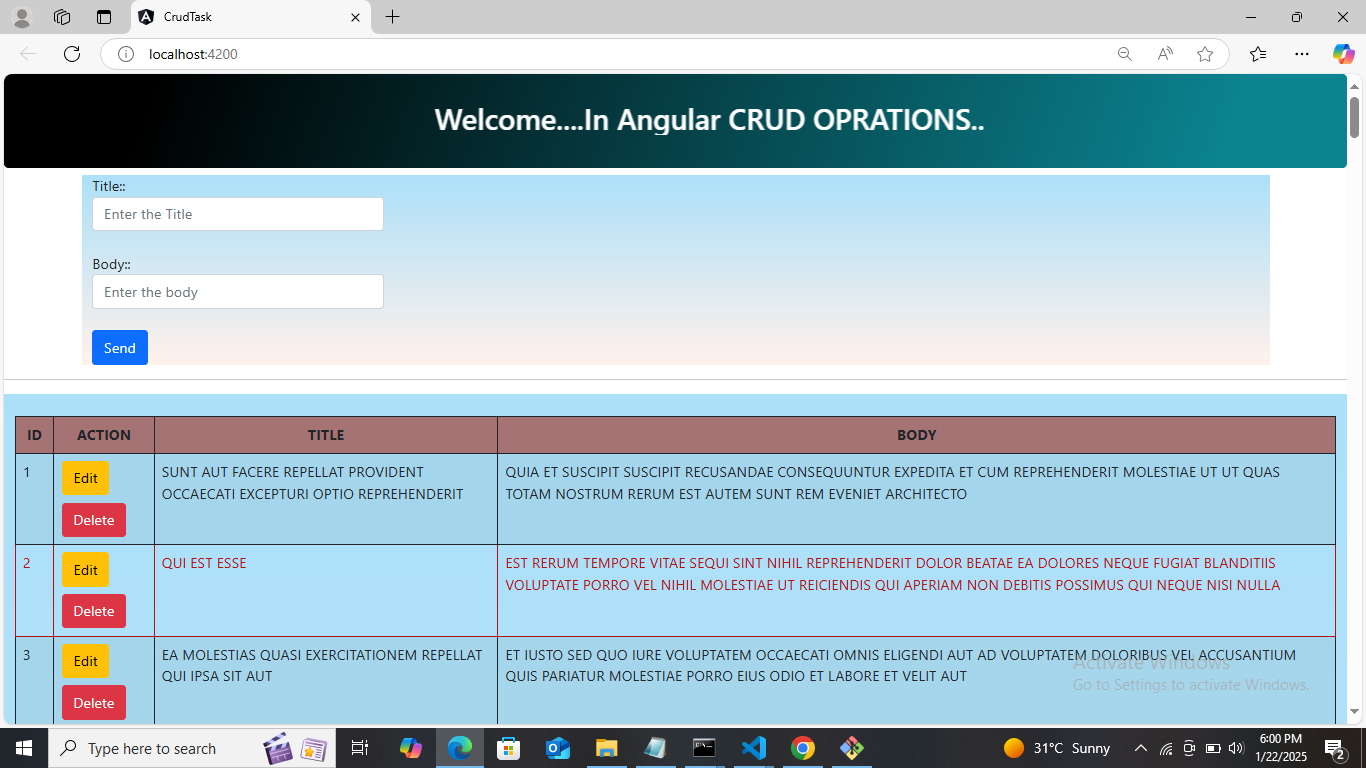 CrudTask
localhost:4200
Welcome....In Angular CRUD OPRATIONS..
Title::
Enter the Title
Body::
Enter the body
Send
ID ACTION TITLE BODY
1 Edit SUNT AUT FACERE REPELLAT PROVIDENT QUIA ET SUSCIPIT SUSCIPIT RECUSANDAE CONSEQUUNTUR EXPEDITA ET CUM REPREHENDERIT MOLESTIAE UT UT QUAS
OCCAECATI EXCEPTURI OPTIO REPREHENDERIT TOTAM NOSTRUM RERUM EST AUTEM SUNT REM EVENIET ARCHITECTO
Delete
2 Edit QUI EST ESSE EST RERUM TEMPORE VITAE SEQUI SINT NIHIL REPREHENDERIT DOLOR BEATAE EA DOLORES NEQUE FUGIAT BLANDITIIS
VOLUPTATE PORRO VEL NIHIL MOLESTIAE UT REICIENDIS QUI APERIAM NON DEBITIS POSSIMUS QUI NEQUE NISI NULLA
Delete
3 Edit EA MOLESTIAS QUASI EXERCITATIONEM REPELLAT ET IUSTO SED QUO IURE VOLUPTATEM OCCAECATI OMNIS ELIGENDI AUT AD VOLUPTATEM DOLORIBUS VEL ACCUSANTIUM
QUI IPSA SIT AUT QUIS PARIATUR MOLESTIAE PORRO EIUS ODIO ET LABORE ET VELIT AUT
Delete
Activate Windows
Go to Settings to activate Windows.
Type here to search
31°C Sunny
6:00 PM
1/22/2025
2